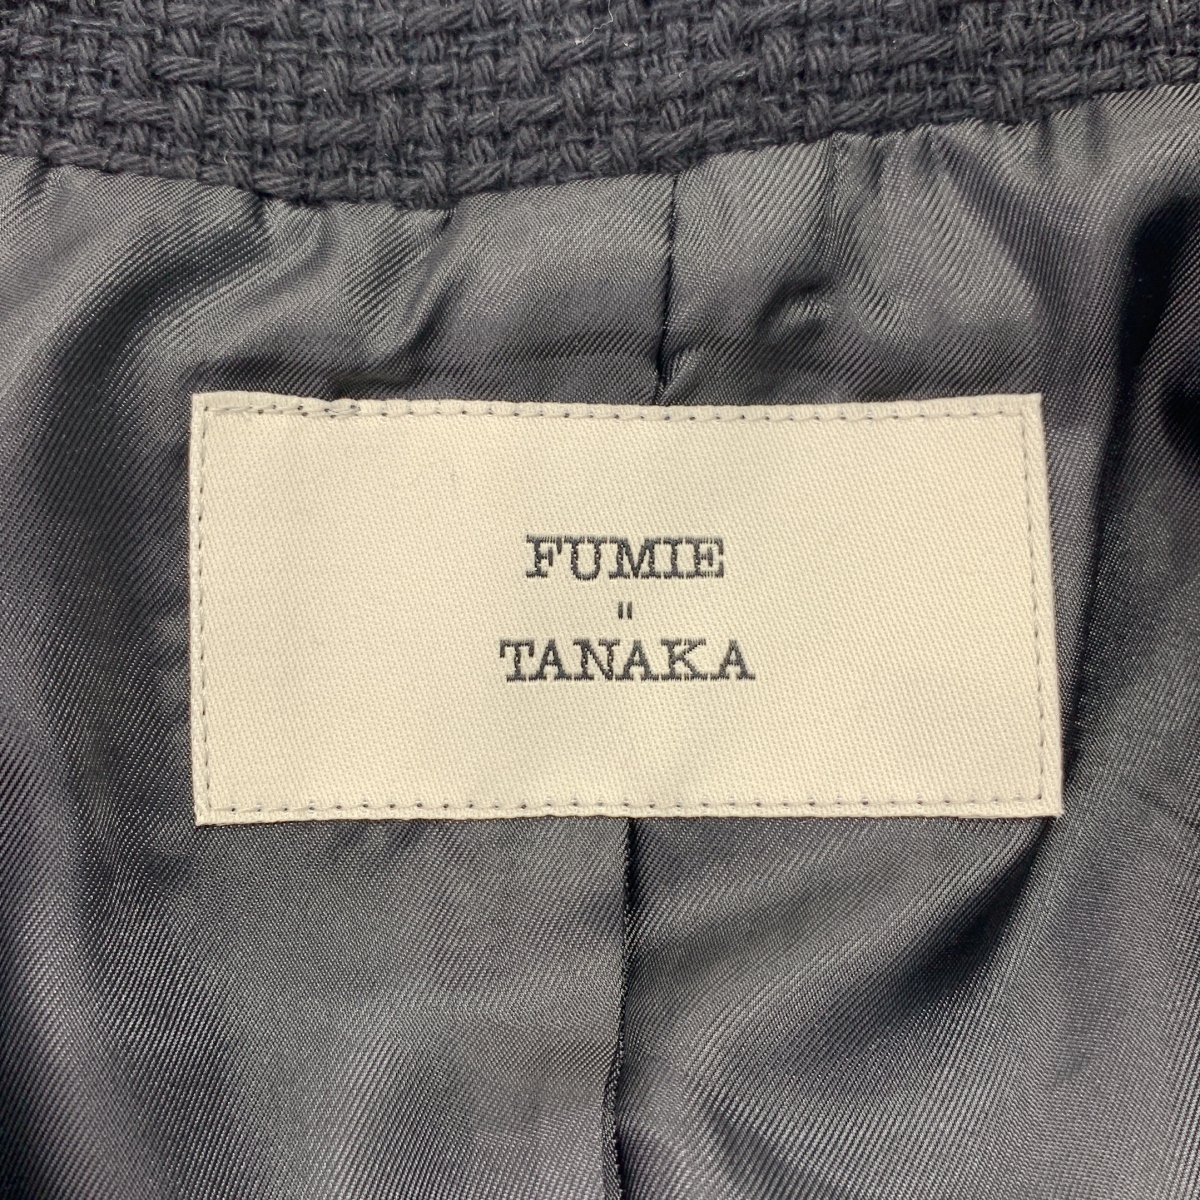 FUMIE
=
TANAKA